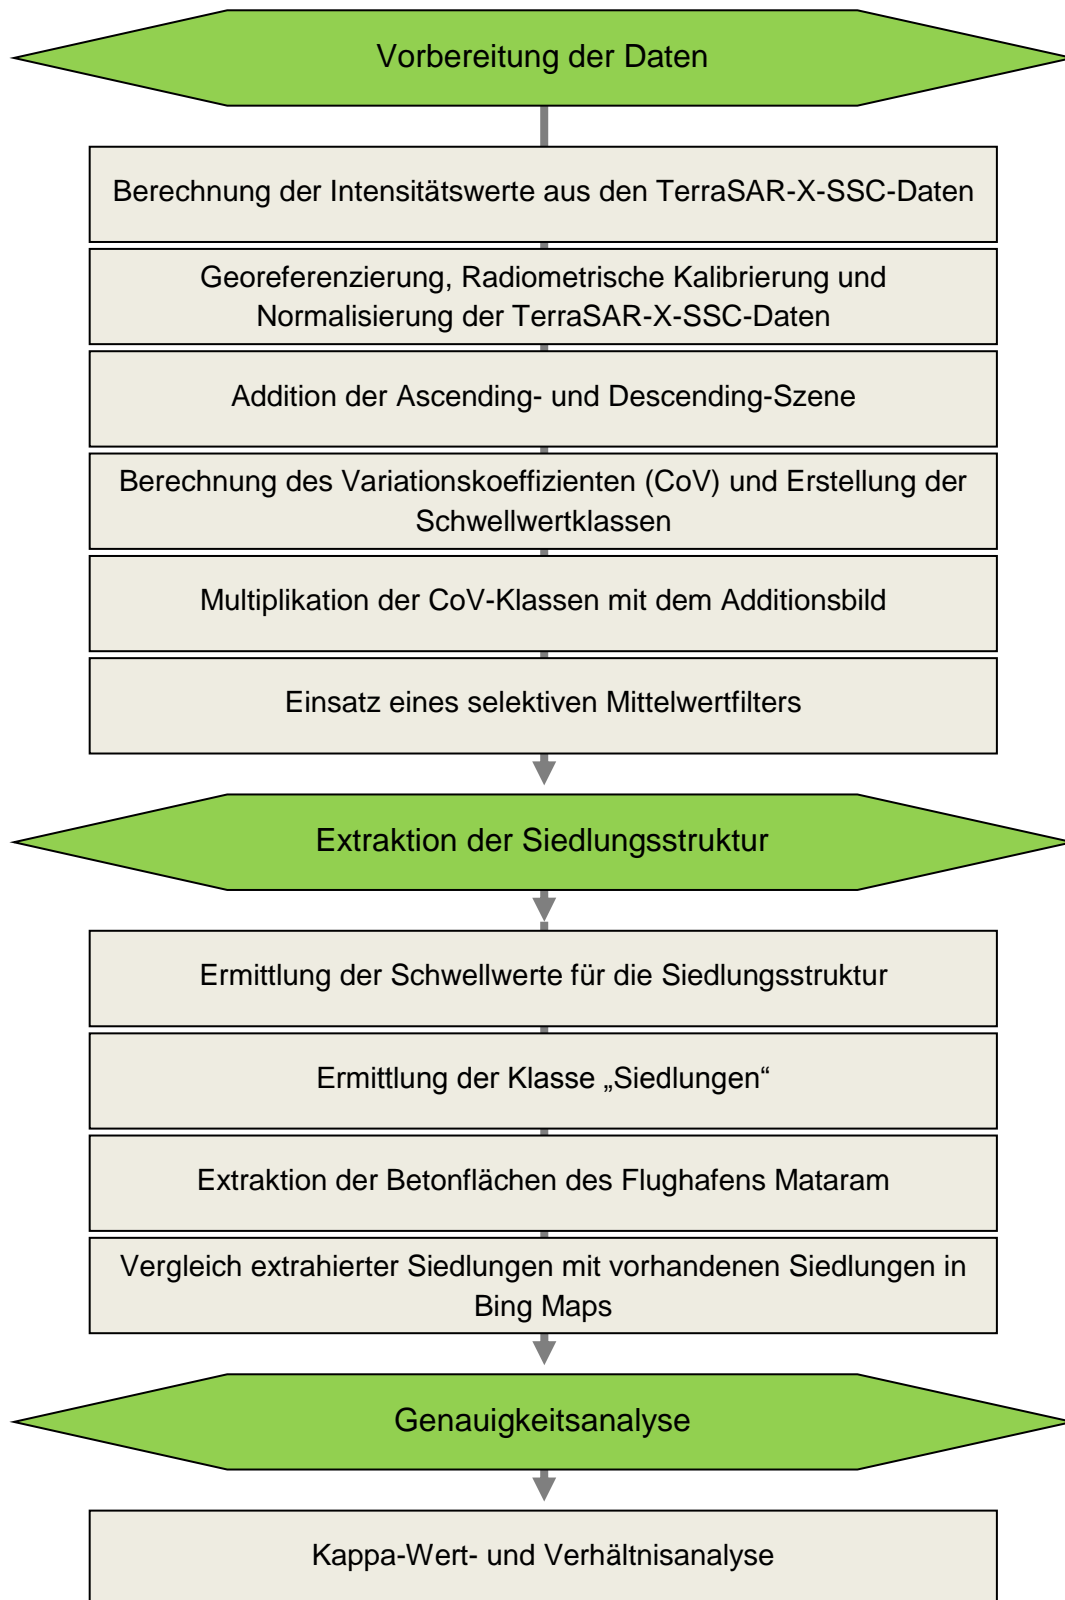 Vorbereitung der Daten
Berechnung der Intensitätswerte aus den TerraSAR-X-SSC-Daten
Georeferenzierung, Radiometrische Kalibrierung und
Normalisierung der TerraSAR-X-SSC-Daten
Addition der Ascending- und Descending-Szene
Berechnung des Variationskoeffizienten (CoV) und Erstellung der
Schwellwertklassen
Multiplikation der CoV-Klassen mit dem Additionsbild
Einsatz eines selektiven Mittelwertfilters
Extraktion der Siedlungsstruktur
Ermittlung der Schwellwerte für die Siedlungsstruktur
Ermittlung der Klasse „Siedlungen“
Extraktion der Betonflächen des Flughafens Mataram
Vergleich extrahierter Siedlungen mit vorhandenen Siedlungen in
Bing Maps
Genauigkeitsanalyse
Kappa-Wert- und Verhältnisanalyse